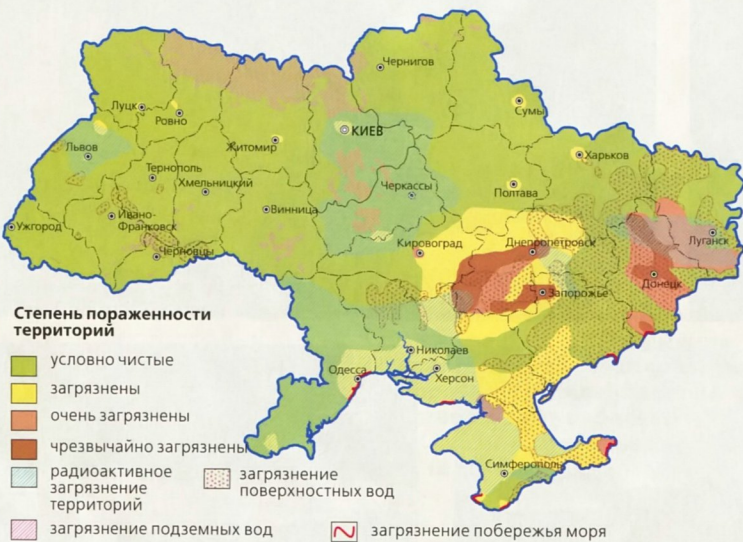 Чернигов
Луцк
Ровно
Сумы
КИЕВ
Житомир
Львов
Харьков
Тернополь
Хмельницкий
Черкассы
Полтава
Винница
Ивано-
Франковск
Ужгород
Черновцы
Кировоград
Днепропетровск
Луганск
Донецк
Запорожье
Николаев
Херсон
Одесса
Симферополь
Степень пораженности
территорий
условно чистые
загрязнены
очень загрязнены
чрезвычайно загрязнены
радиоактивное
загрязнение
территорий
загрязнение
поверхностных вод
загрязнение подземных вод
загрязнение побережья моря